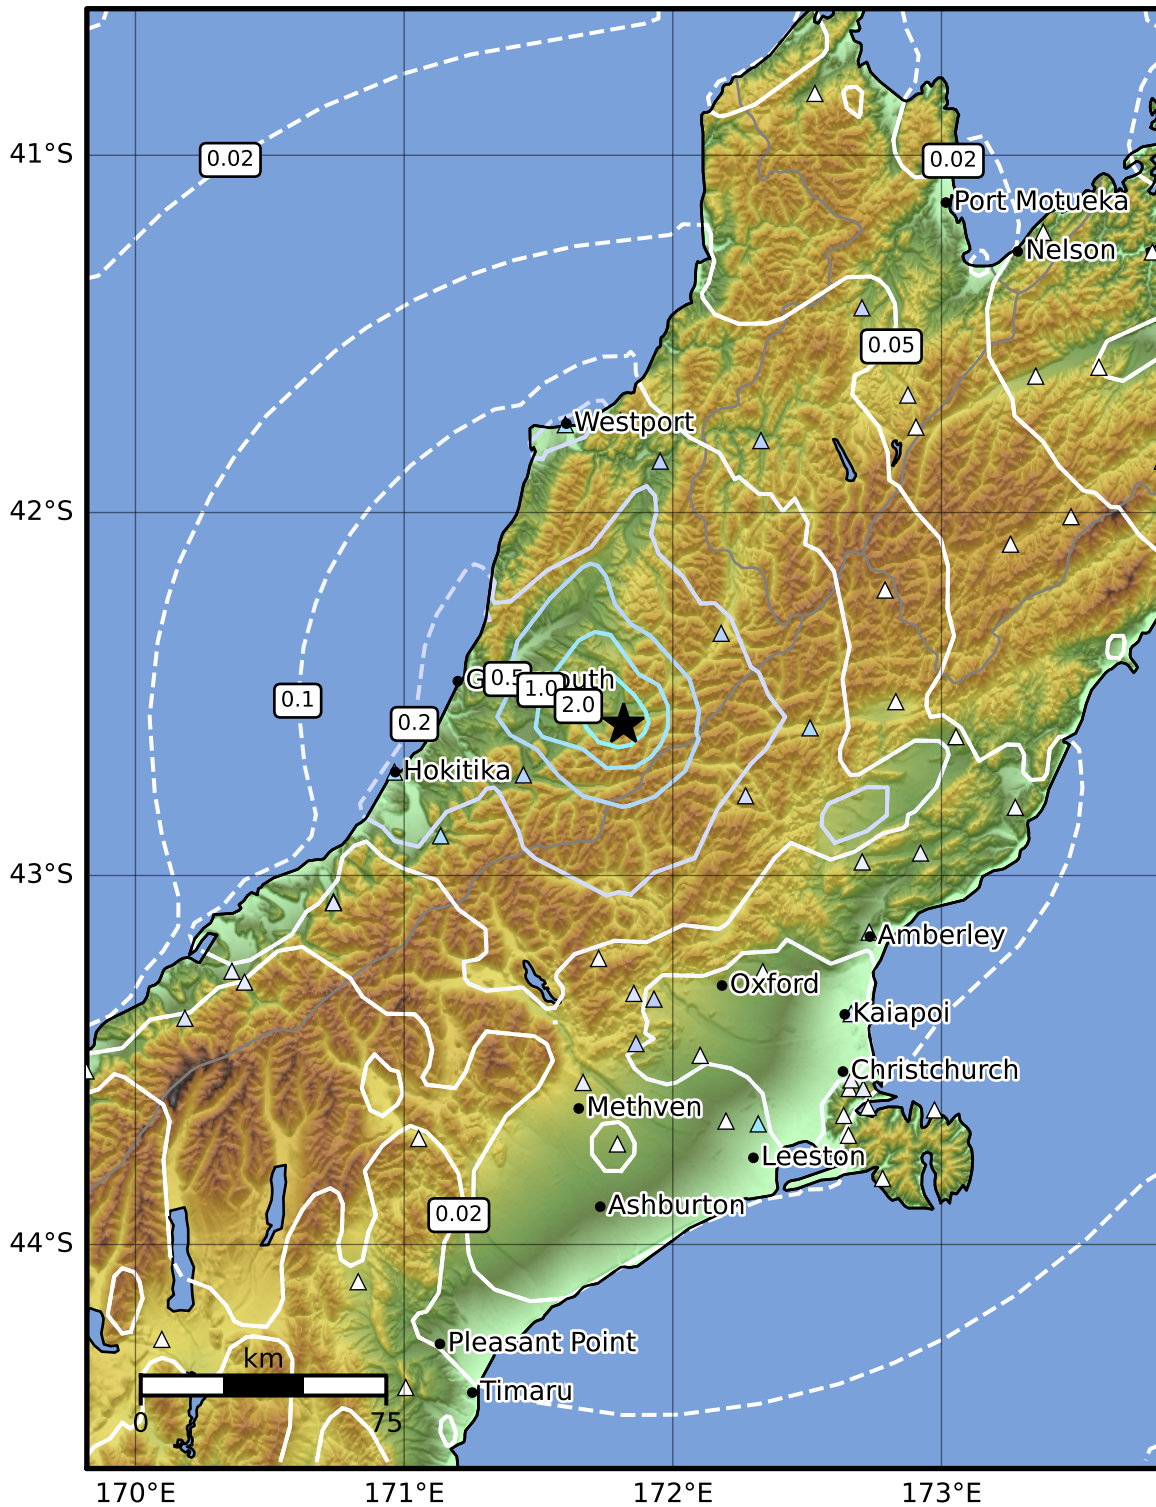 41°S
42°S
43°S
44°S
0.02
0.02
Port Motueka
Nelson
0.05
Westport
0.5
1.0
2.0
0.1
0.2
Hokitika
Amberley
Oxford
Kaiapoi
Christchurch
Methven
Leeston
Ashburton
0.02
Pleasant Point
Timaru
km
0
75
170°E
171°E
172°E
173°E